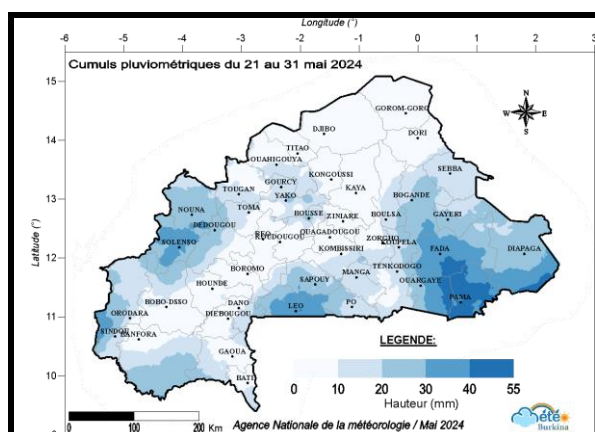 Longitude (°)
-6 -5 -4 -3 -2 -1 0 1 2 3
Cumuls pluviométriques du 21 au 31 mai 2024
15
14
13
12
11
10
Latitude (°)
N
W E
S
GOROM-GORO
DJIBO
DORI
TITAO
OUAHIGOUYA
KONGOUSSI
SEBBA
TOUGAN
GOURCY
YAKO
KAYA
BOGANDE
NOUNA
TOMA
BOUSSE
ZINIARE
BOULSA
GAYERI
DEDOUGOU
REO
KOUDOUGOU
OUAGADOUGOU
ZORGHO
KOUPELA
SOLENSO
KOMBISSIRI
FADA
DIAPAGA
BOROMO
SAPOUY
MANGA
TENKODOGO
HOUNDE
OUARGAYE
BOBO-DSSO
DANO
LEO
PO
PAMA
ORODARA
DIEBOUGOU
SINDOU
BANFORA
GAOUA
BATI
LEGENDE:
0 10 20 30 40 55
Hauteur (mm)
0 100 200 Km
Agence Nationale de la météorologie / Mai 2024
été
Burkina